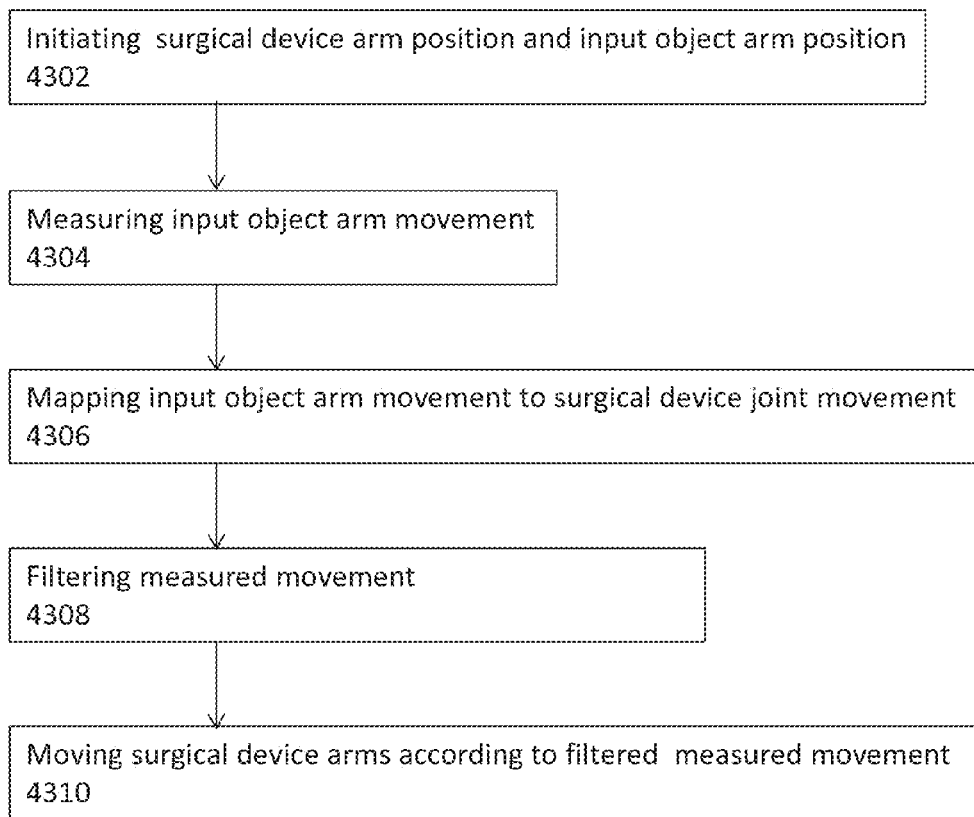 Initiating surgical device arm position and input object arm position
4302
Measuring input object arm movement
4304
Mapping input object arm movement to surgical device joint movement
4306
Filtering measured movement
4308
Moving surgical device arms according to filtered measured movement
4310